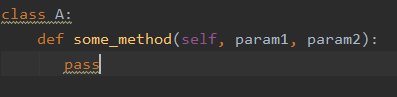 class A:
    def some_method(self, param1, param2):
        pass